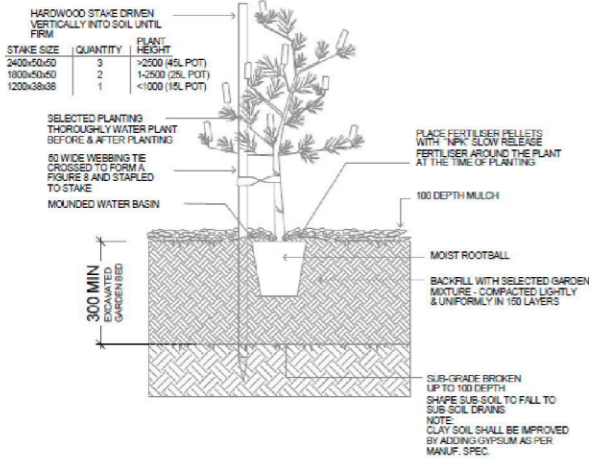 HARDWOOD STAKE DRIVEN
VERTICALLY INTO SOIL UNTIL
FIRM
STAKE SIZE QUANTITY PLANT HEIGHT
2400x50x50 3 >2500 (45L POT)
1800x50x50 2 1-2500 (25L POT)
1200x38x38 1 <1000 (15L POT)
SELECTED PLANTING
THOROUGHLY WATER PLANT
BEFORE & AFTER PLANTING
50 WIDE WEBBING TIE
CROSSED TO FORM A
FIGURE 8 AND STAPLED
TO STAKE
MOUNDED WATER BASIN
300 MIN
EXCAVATED
GARDEN BED
PLACE FERTILISER PELLETS
WITH "NPK" SLOW RELEASE
FERTILISER AROUND THE PLANT
AT THE TIME OF PLANTING
100 DEPTH MULCH
MOIST ROOTBALL
BACKFILL WITH SELECTED GARDEN
MIXTURE - COMPACTED LIGHTLY
& UNIFORMLY IN 150 LAYERS
SUB-GRADE BROKEN
UP TO 100 DEPTH
SHAPE SUB-SOIL TO FALL TO
SUB-SOIL DRAINS
NOTE:
CLAY SOIL SHALL BE IMPROVED
BY ADDING GYPSUM AS PER
MANUF. SPEC.